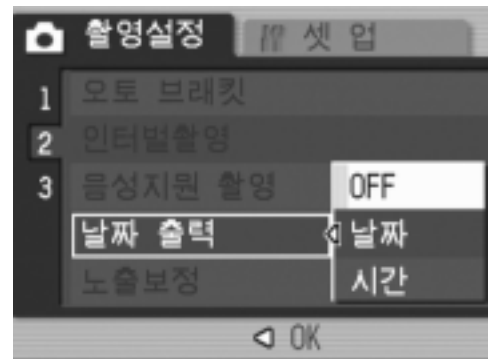 촬영설정 셋 업
1 오토 브래킷
2 인터벌촬영
3 음성지원 촬영 OFF
날짜 출력 날짜
노출보정 시간
OK